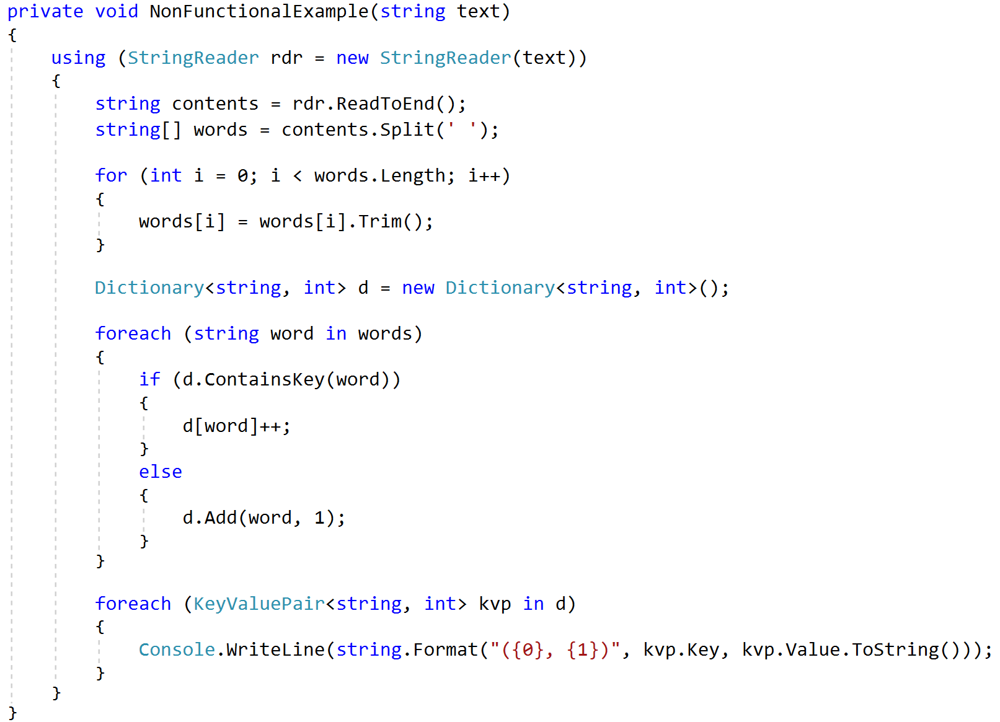 private void NonFunctionalExample(string text)
{
    using (StringReader rdr = new StringReader(text))
    {
        string contents = rdr.ReadToEnd();
        string[] words = contents.Split(' ');

        for (int i = 0; i < words.Length; i++)
        {
            words[i] = words[i].Trim();
        }

        Dictionary<string, int> d = new Dictionary<string, int>();

        foreach (string word in words)
        {
            if (d.ContainsKey(word))
            {
                d[word]++;
            }
            else
            {
                d.Add(word, 1);
            }
        }

        foreach (KeyValuePair<string, int> kvp in d)
        {
            Console.WriteLine(string.Format("({0}, {1})", kvp.Key, kvp.Value.ToString()));
        }
    }
}